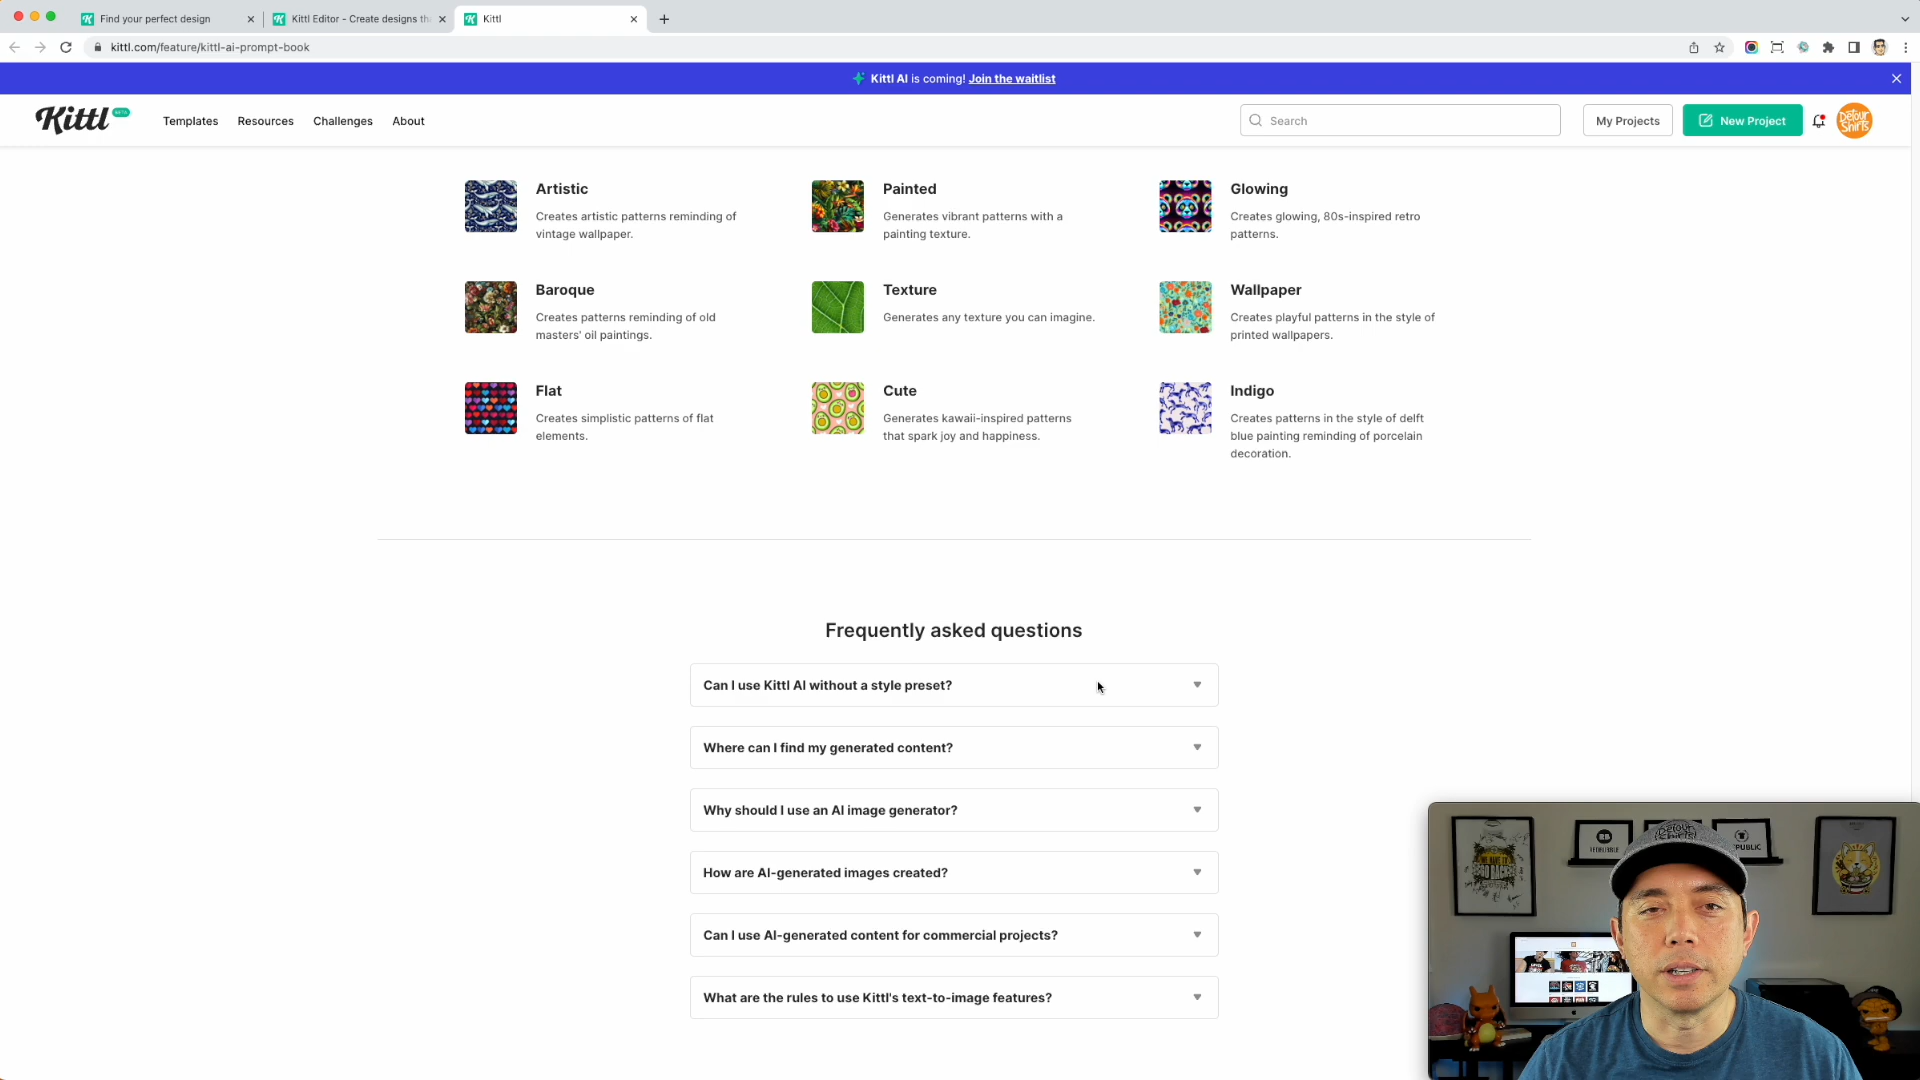 Find your perfect design
Kittl Editor - Create designs th
Kittl
kittl.com/feature/kittl-ai-prompt-book
Kittl AI is coming! Join the waitlist
Kittl BETA
Templates
Resources
Challenges
About
Search
My Projects
New Project
Detour Shirts
Artistic
Creates artistic patterns reminding of
vintage wallpaper.
Painted
Generates vibrant patterns with a
painting texture.
Glowing
Creates glowing, 80s-inspired retro
patterns.
Baroque
Creates patterns reminding of old
masters' oil paintings.
Texture
Generates any texture you can imagine.
Wallpaper
Creates playful patterns in the style of
printed wallpapers.
Flat
Creates simplistic patterns of flat
elements.
Cute
Generates kawaii-inspired patterns
that spark joy and happiness.
Indigo
Creates patterns in the style of delft
blue painting reminding of porcelain
decoration.
Frequently asked questions
Can I use Kittl AI without a style preset?
Where can I find my generated content?
Why should I use an AI image generator?
How are AI-generated images created?
Can I use AI-generated content for commercial projects?
What are the rules to use Kittl's text-to-image features?